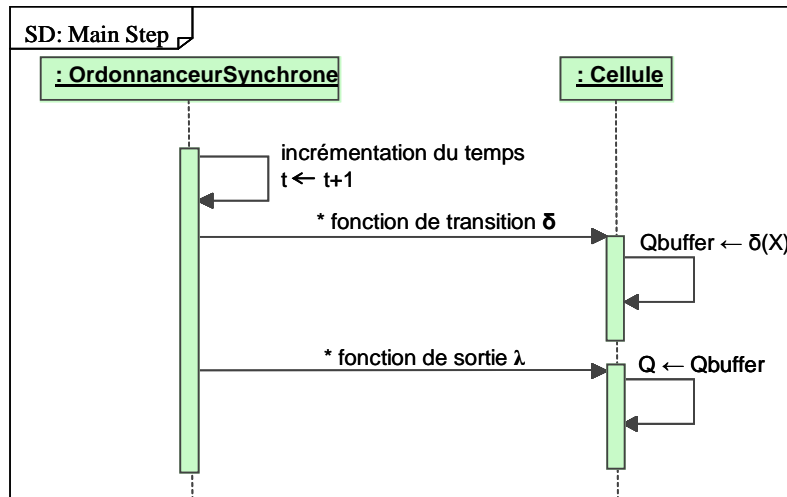 SD: Main Step
: OrdonnanceurSynchrone
: Cellule
incrémentation du temps
t ← t+1
* fonction de transition δ
Qbuffer ← δ(X)
* fonction de sortie λ
Q ← Qbuffer